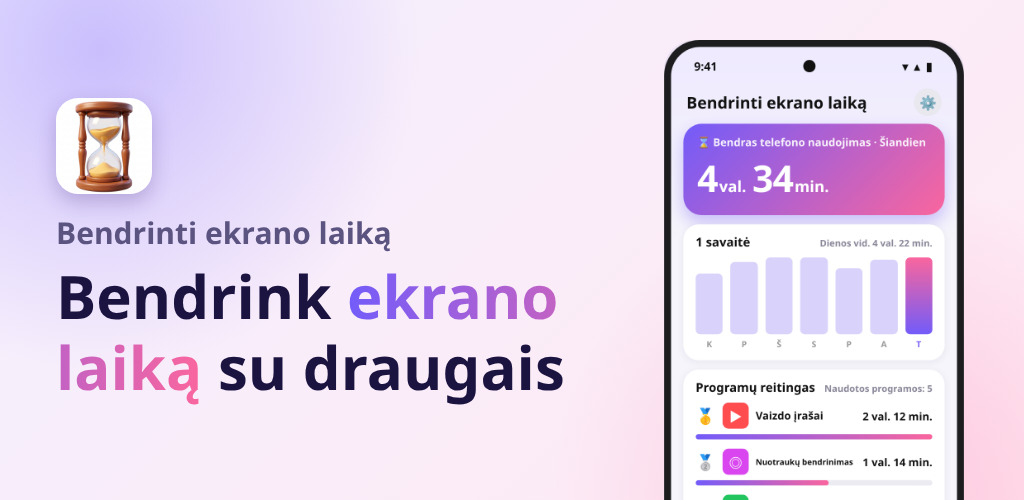 Bendrinti ekrano laiką
Bendrink ekrano
laiką su draugais
9:41
Bendrinti ekrano laiką
Bendras telefono naudojimas · Šiandien
4val. 34min.
1 savaitė
Dienos vid. 4 val. 22 min.
K P Š S P A T
Programų reitingas
Naudotos programos: 5
Vaizdo įrašai
2 val. 12 min.
Nuotraukų bendrinimas
1 val. 14 min.